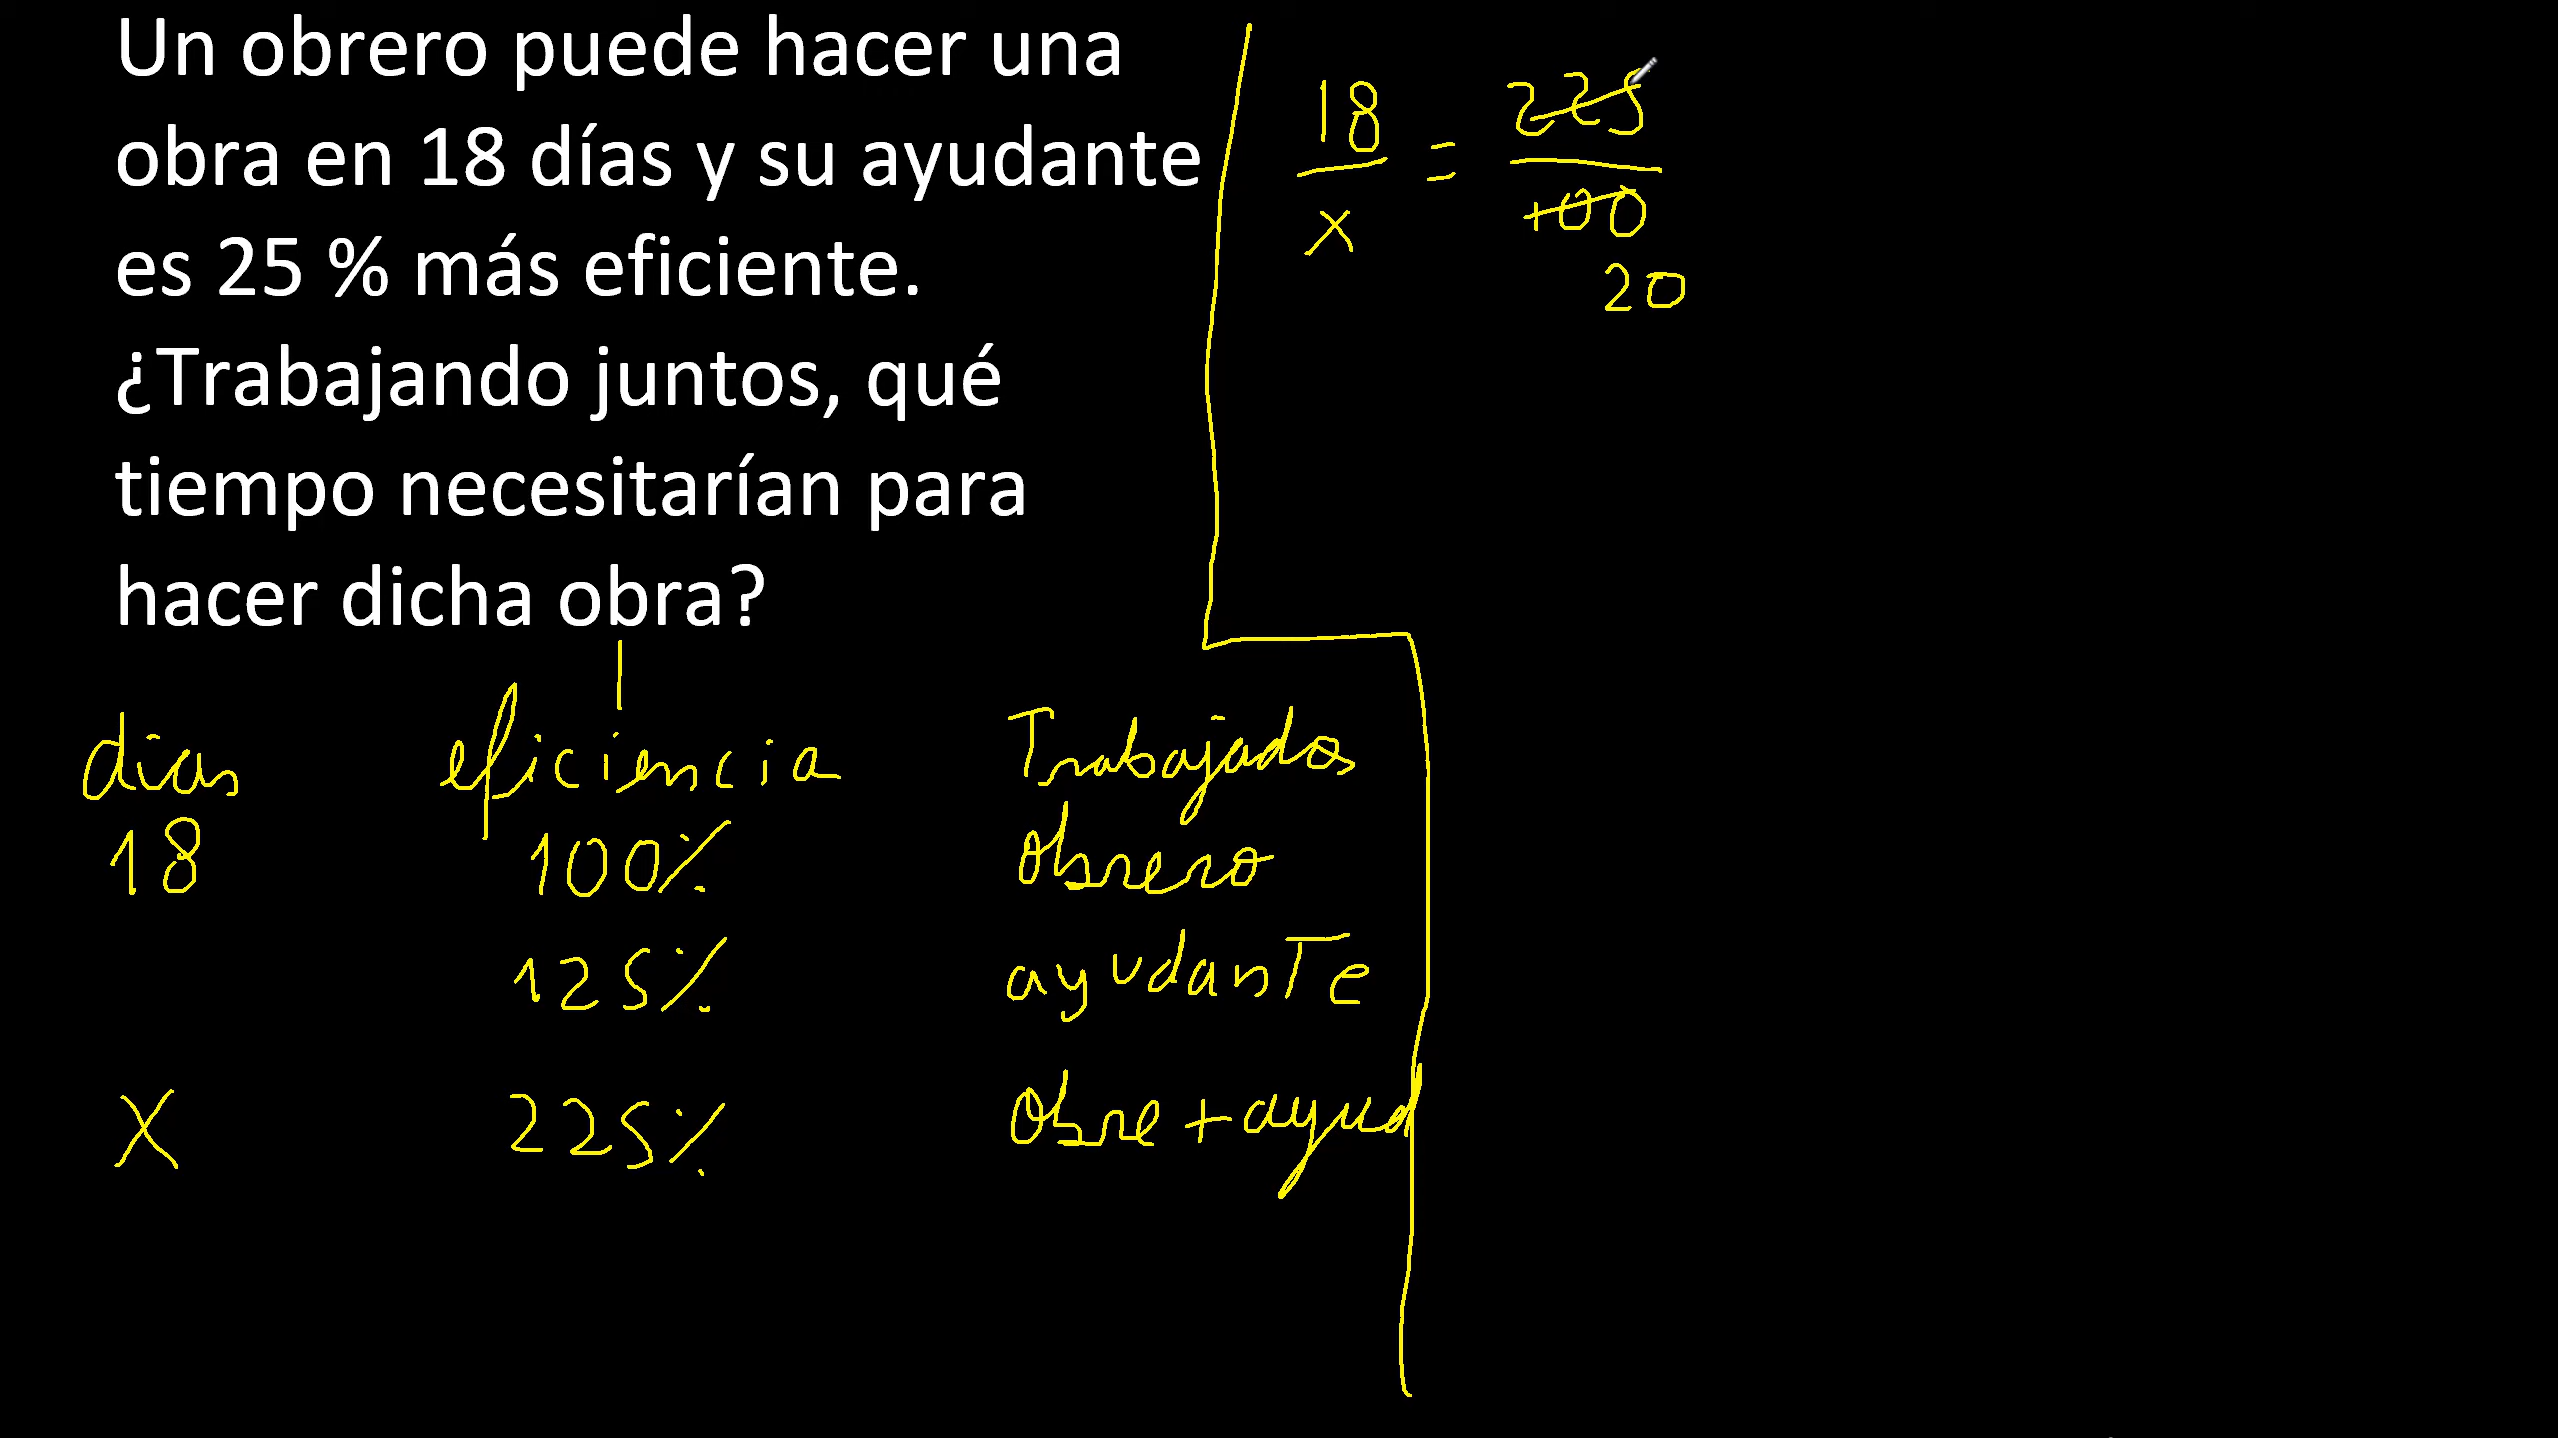 Un obrero puede hacer una
obra en 18 días y su ayudante
es 25 % más eficiente.
¿Trabajando juntos, qué
tiempo necesitarían para
hacer dicha obra?
dias eficiencia Trabajados
18 100% obrero
125% ayudanTe
X 225% obre + ayud
18 = 225
x 100
20